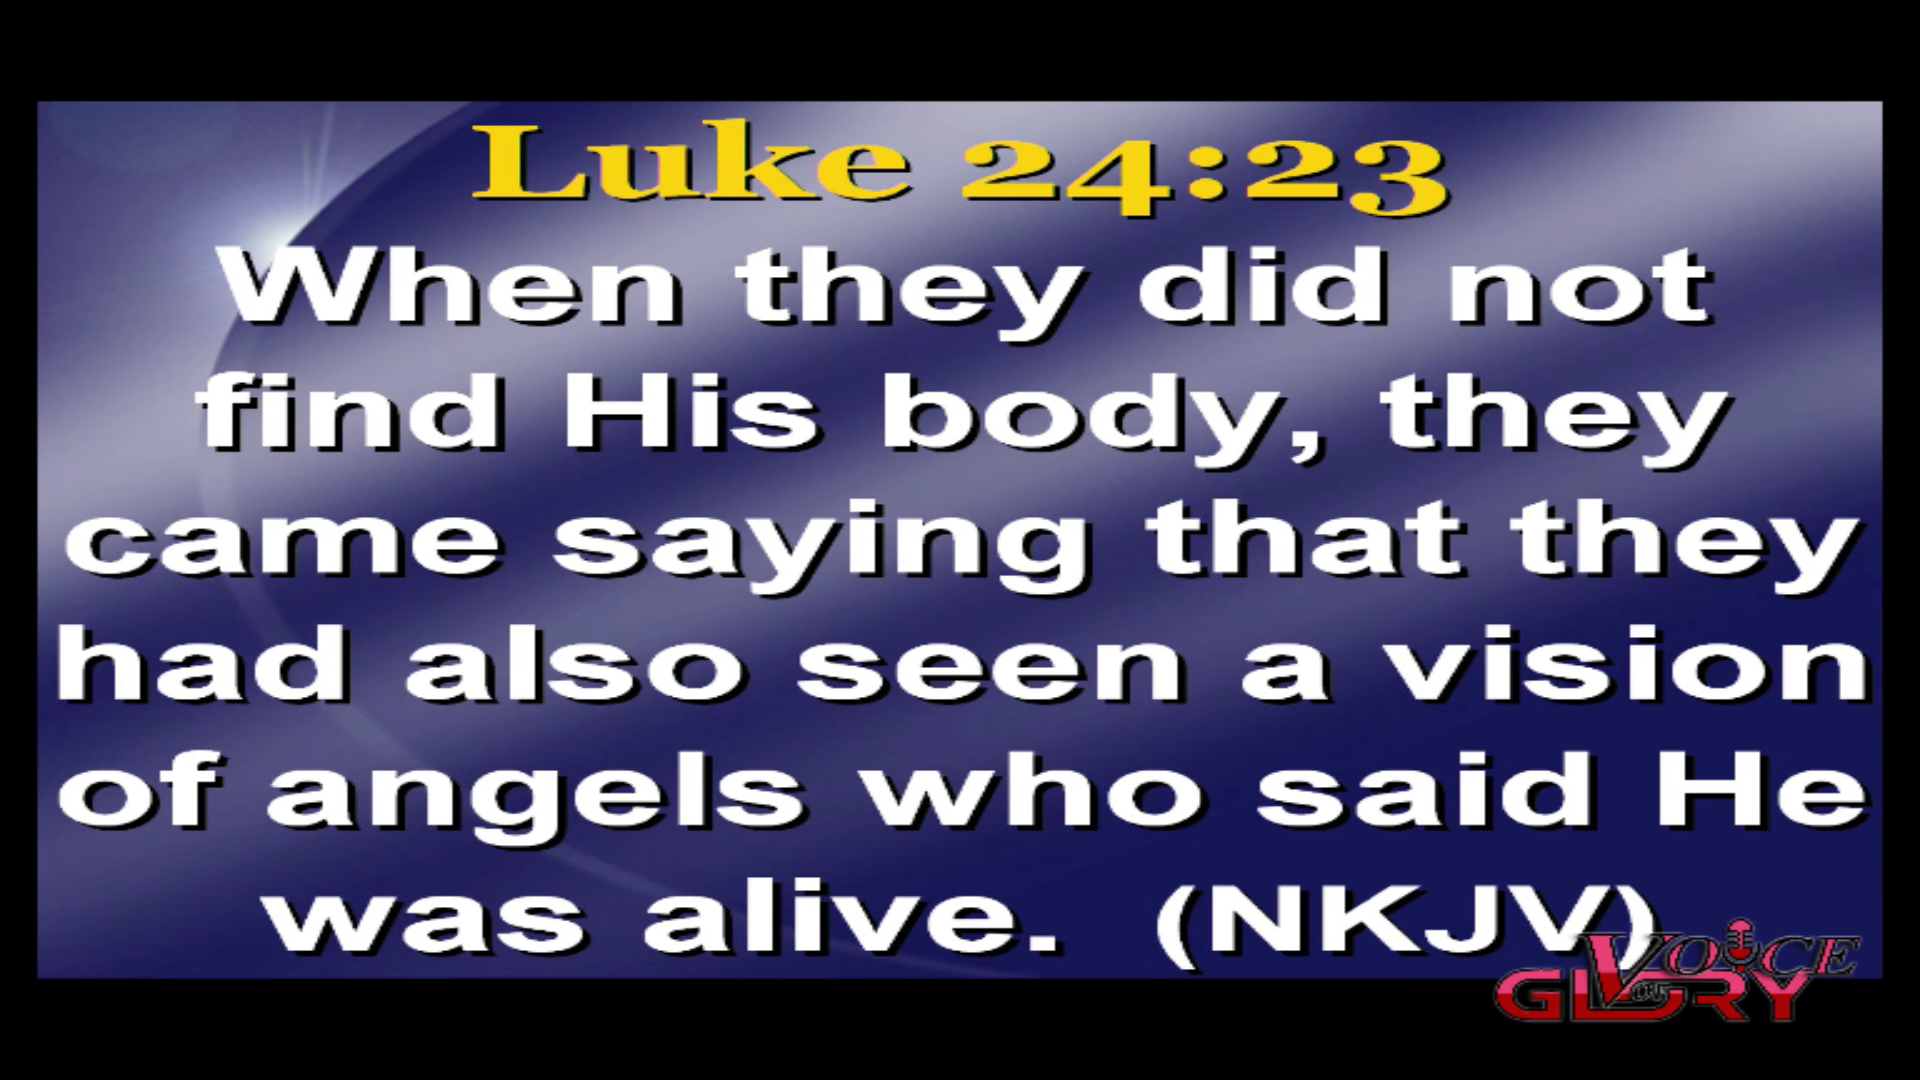 Luke 24:23
When they did not
find His body, they
came saying that they
had also seen a vision
of angels who said He
was alive.  (NKJV)
VOICE
OF
GLORY